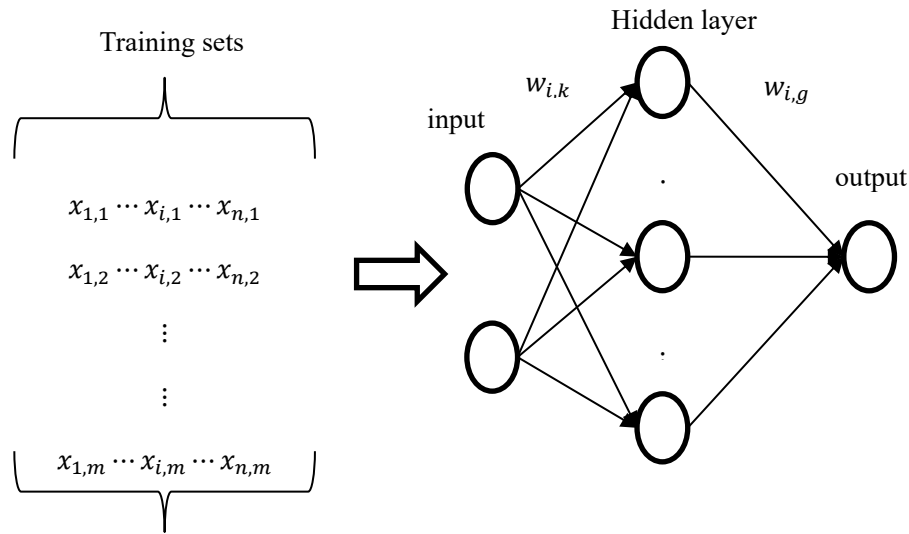 Training sets
x_{1,1} ⋯ x_{i,1} ⋯ x_{n,1}
x_{1,2} ⋯ x_{i,2} ⋯ x_{n,2}
⋮
⋮
x_{1,m} ⋯ x_{i,m} ⋯ x_{n,m}
Hidden layer
w_{i.k}
w_{i,g}
input
output